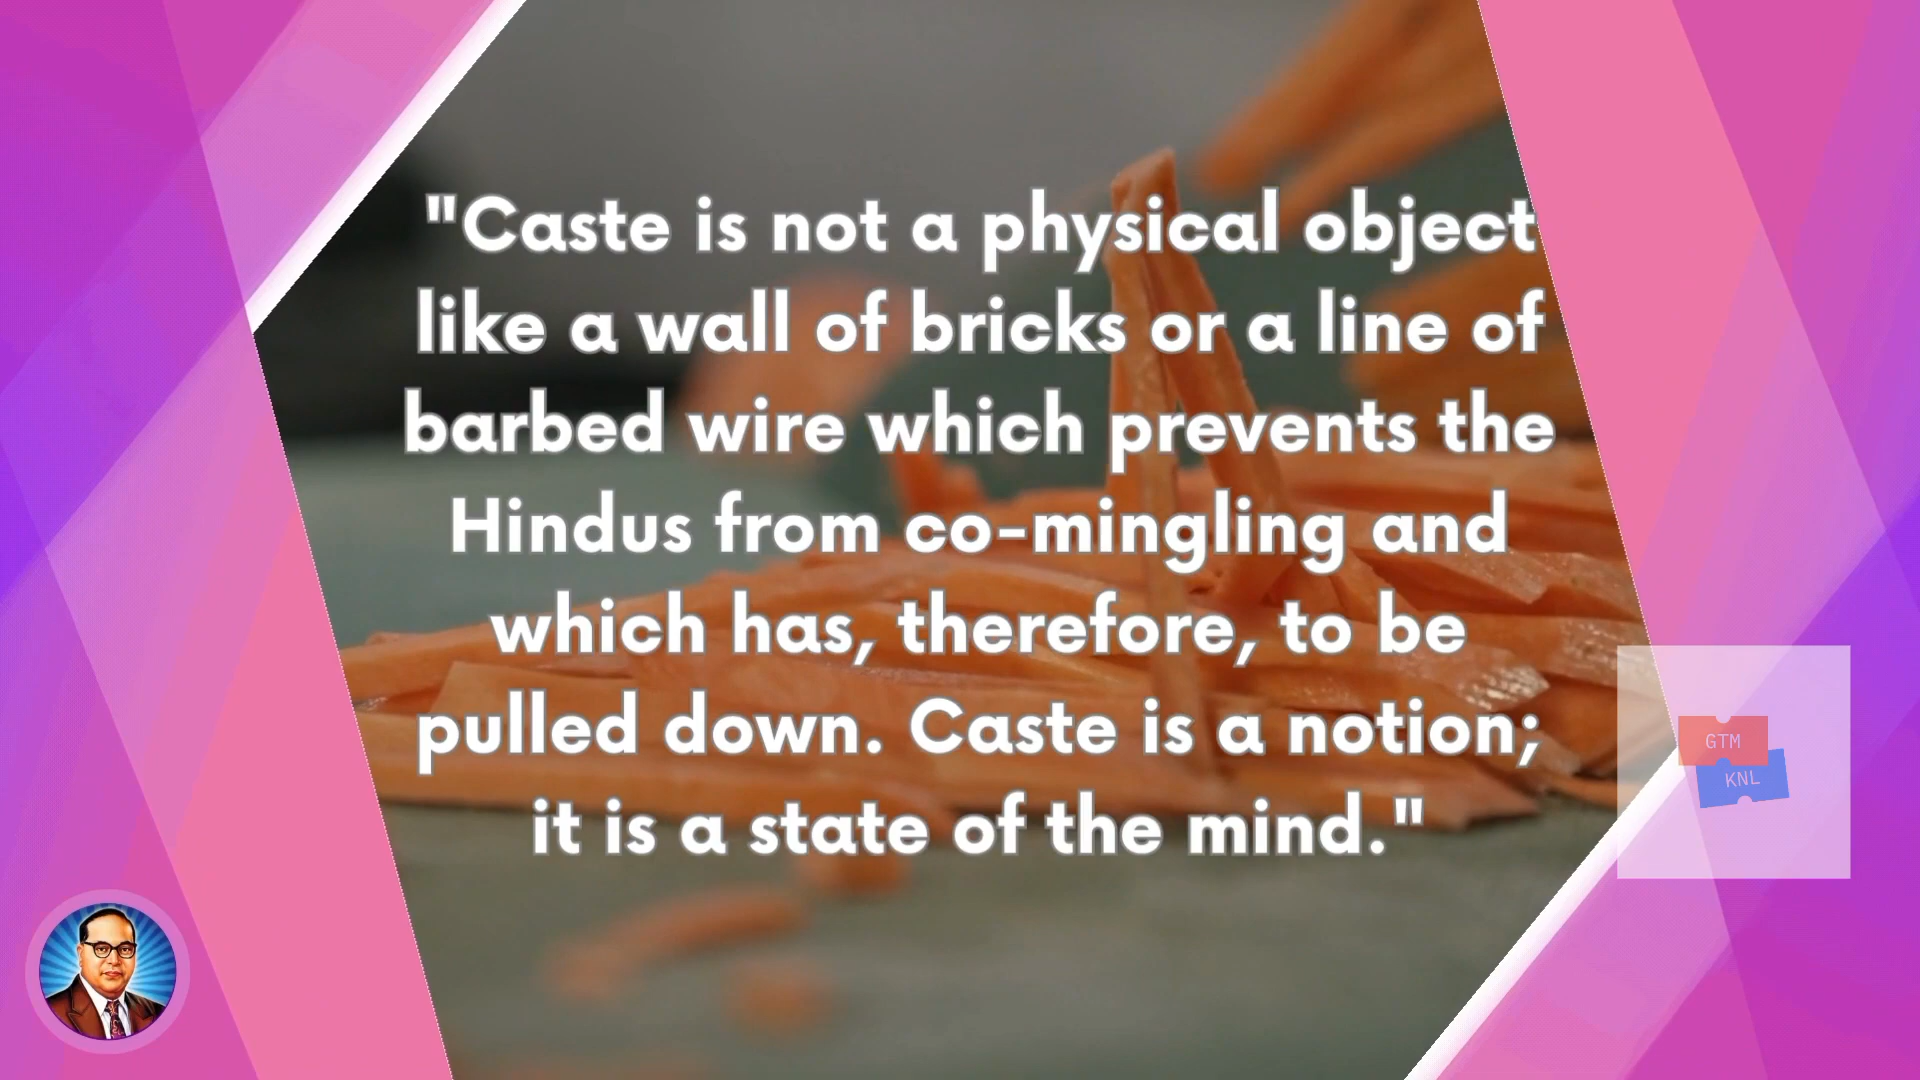 "Caste is not a physical object
like a wall of bricks or a line of
barbed wire which prevents the
Hindus from co-mingling and
which has, therefore, to be
pulled down. Caste is a notion;
it is a state of the mind."
GTM
KNL